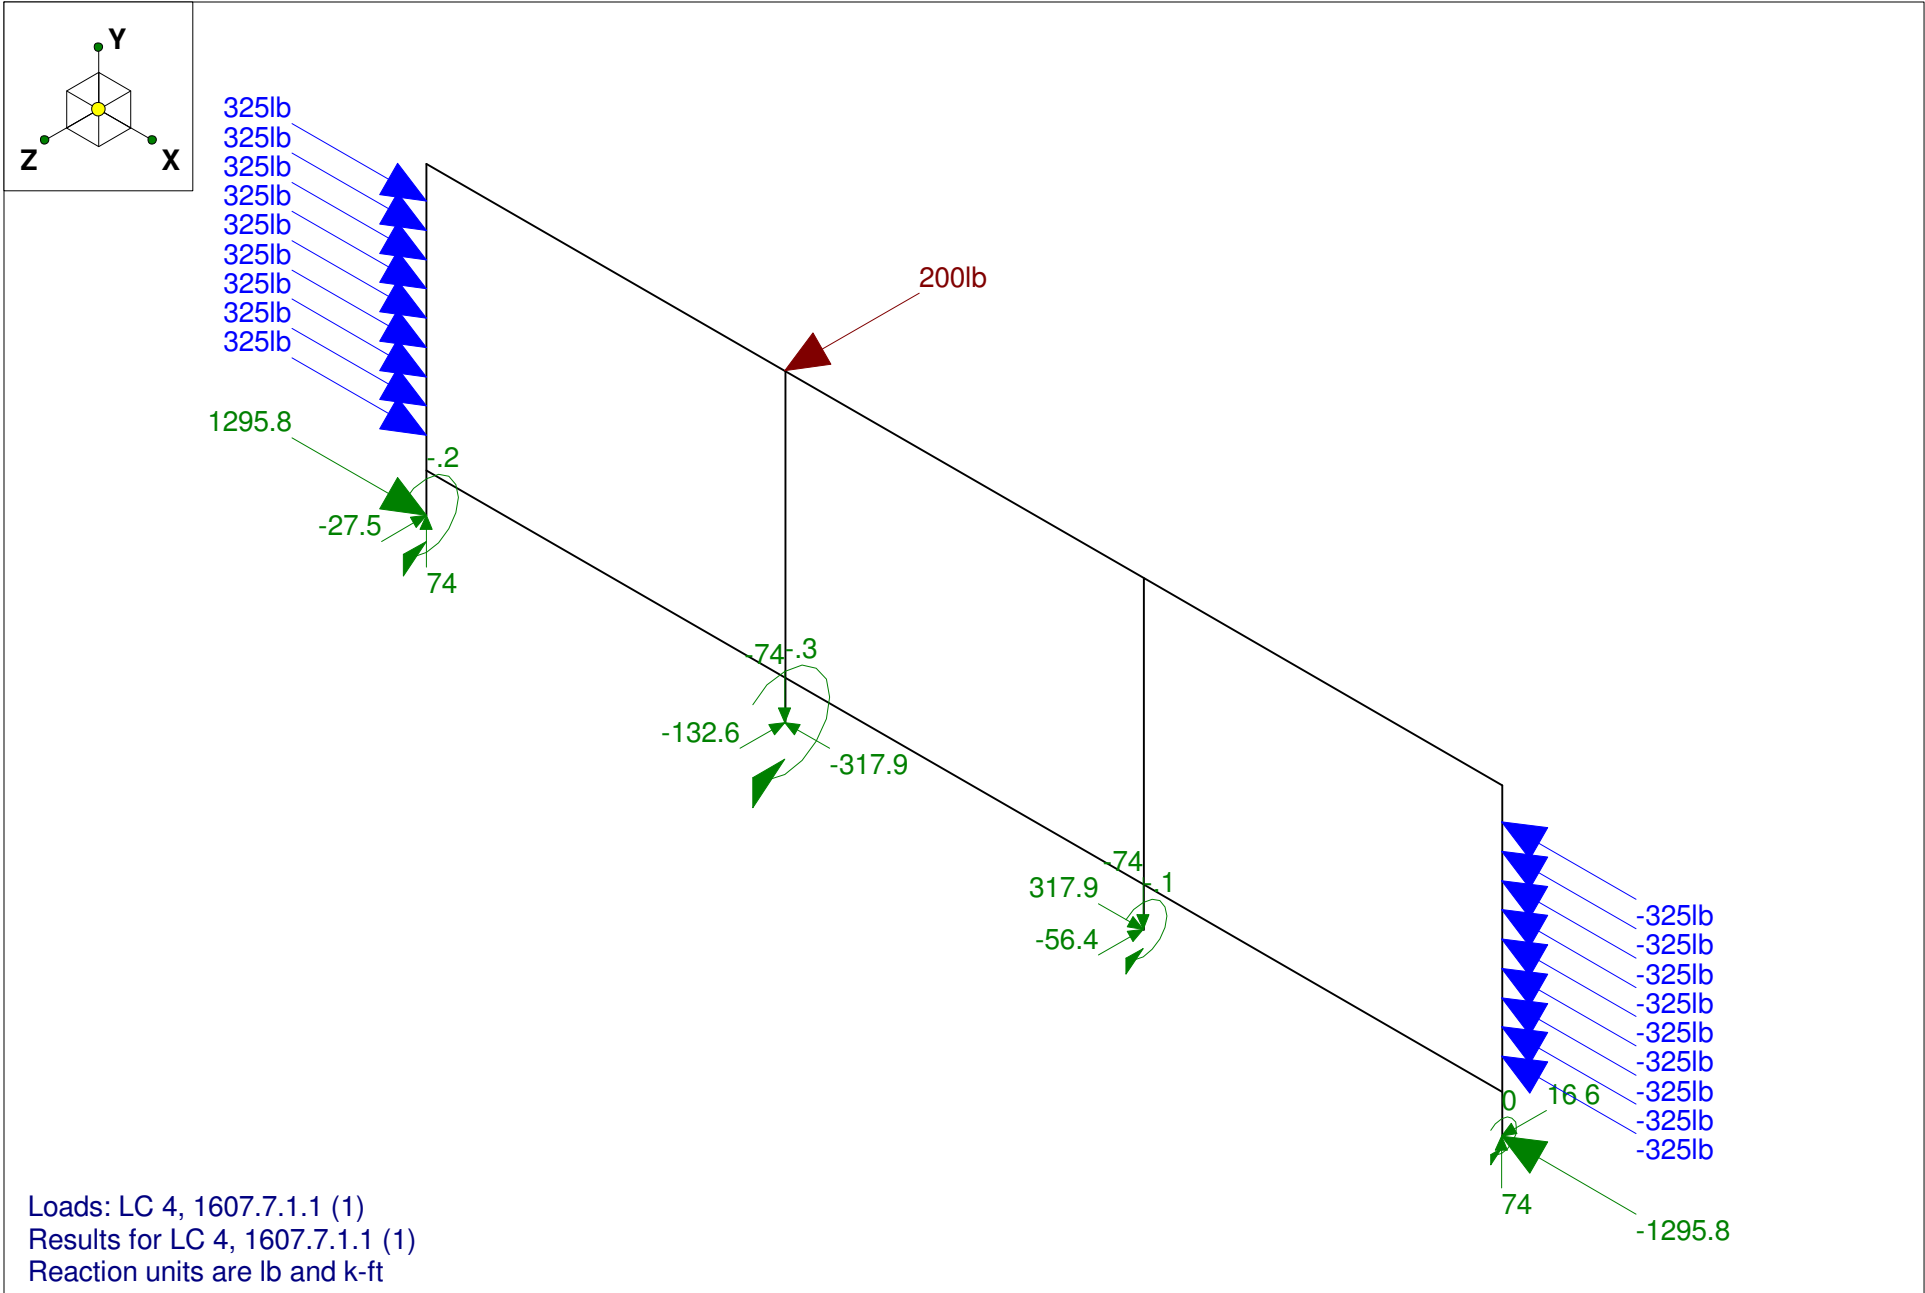 Y
Z
X
325lb
325lb
325lb
325lb
325lb
325lb
325lb
325lb
325lb
200lb
1295.8
-.2
-27.5
74
-74
-.3
-132.6
-317.9
-74
317.9
-.1
-56.4
-325lb
-325lb
-325lb
-325lb
-325lb
-325lb
-325lb
-325lb
-325lb
0
16.6
74
-1295.8
Loads: LC 4, 1607.7.1.1 (1)
Results for LC 4, 1607.7.1.1 (1)
Reaction units are lb and k-ft